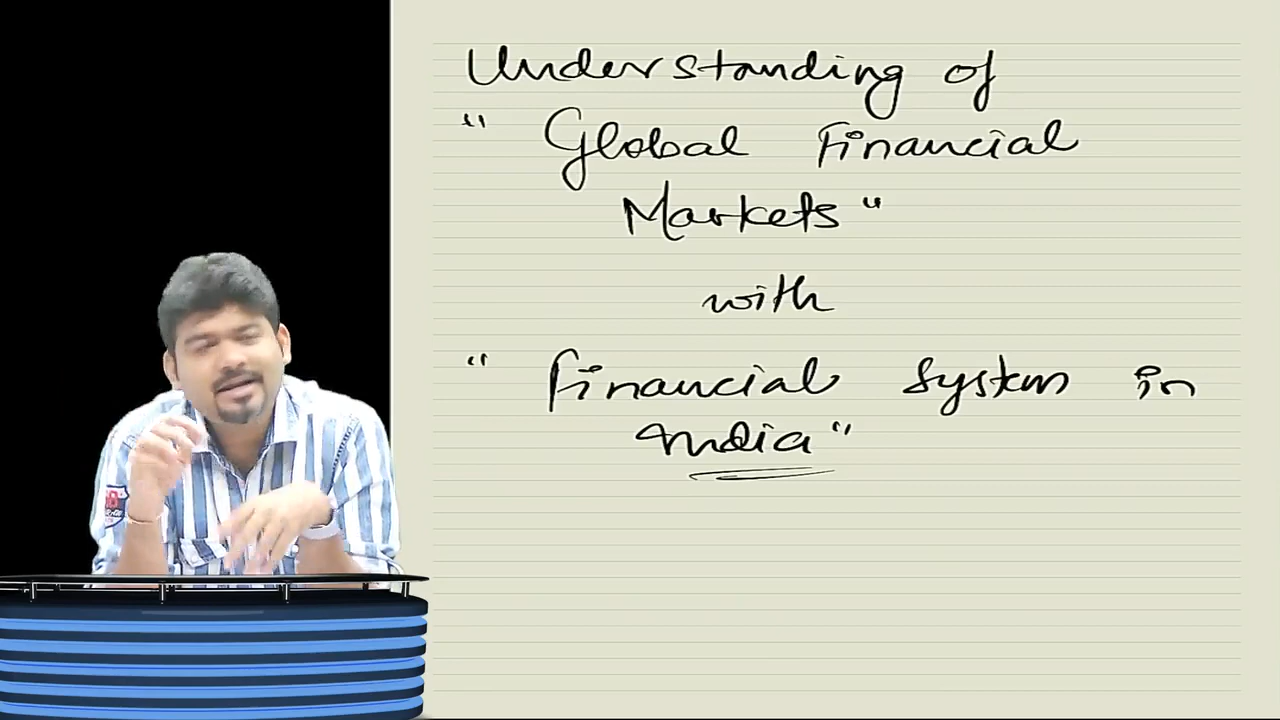 Understanding of
" Global Financial
Markets "
with
" Financial System in
India "